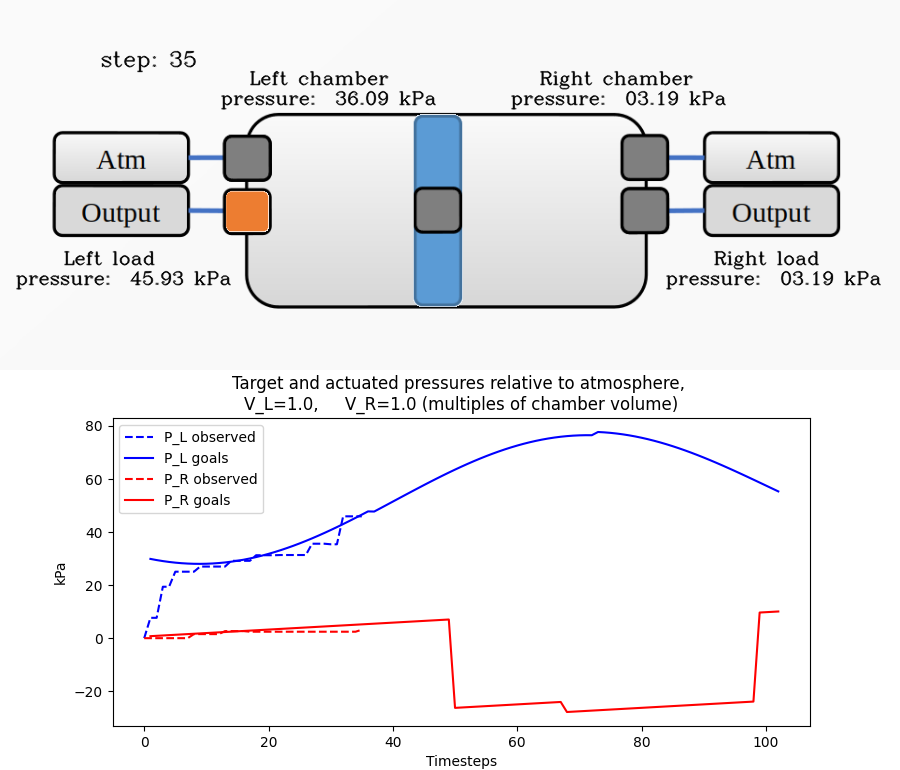 step: 35
Left chamber
pressure: 36.09 kPa
Right chamber
pressure: 03.19 kPa
Atm
Output
Atm
Output
Left load
pressure: 45.93 kPa
Right load
pressure: 03.19 kPa
Target and actuated pressures relative to atmosphere,
V_L=1.0, V_R=1.0 (multiples of chamber volume)
P_L observed
P_L goals
P_R observed
P_R goals
80
60
40
20
0
−20
kPa
0 20 40 60 80 100
Timesteps